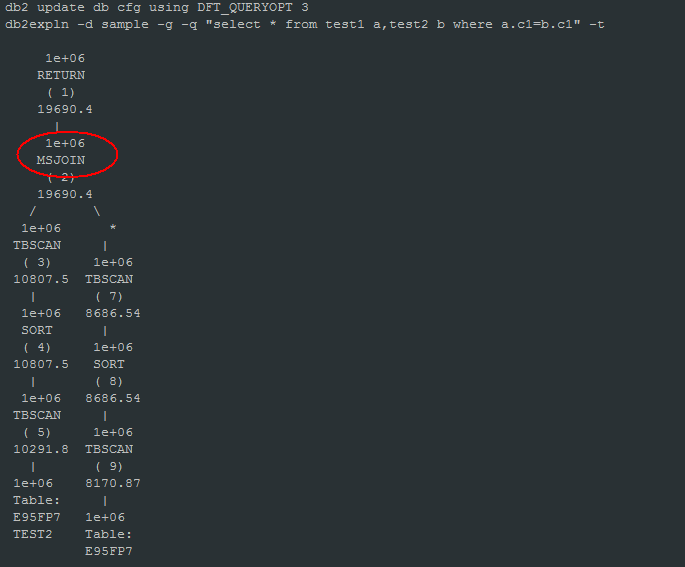 db2 update db cfg using DFT_QUERYOPT 3
db2expln -d sample -g -q "select * from test1 a,test2 b where a.c1=b.c1" -t
1e+06
RETURN
( 1)
19690.4
|
1e+06
MSJOIN
( 2)
19690.4
/ \
1e+06 *
TBSCAN |
( 3) 1e+06
10807.5 TBSCAN
| ( 7)
1e+06 8686.54
SORT |
( 4) 1e+06
10807.5 SORT
| ( 8)
1e+06 8686.54
TBSCAN |
( 5) 1e+06
10291.8 TBSCAN
| ( 9)
1e+06 8170.87
Table: |
E95FP7 1e+06
TEST2 Table:
E95FP7